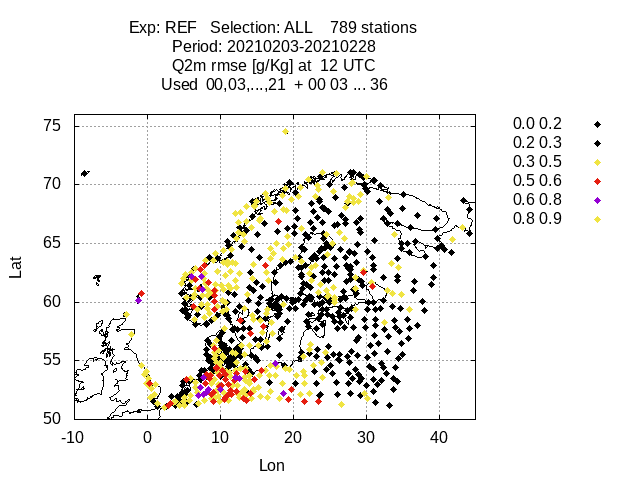 Exp: REF   Selection: ALL    789 stations
Period: 20210203-20210228
Q2m rmse [g/Kg] at  12 UTC
Used  00,03,...,21  + 00 03 ... 36
0.0 0.2
0.2 0.3
0.3 0.5
0.5 0.6
0.6 0.8
0.8 0.9
75
70
65
60
55
50
Lat
-10 0 10 20 30 40
Lon